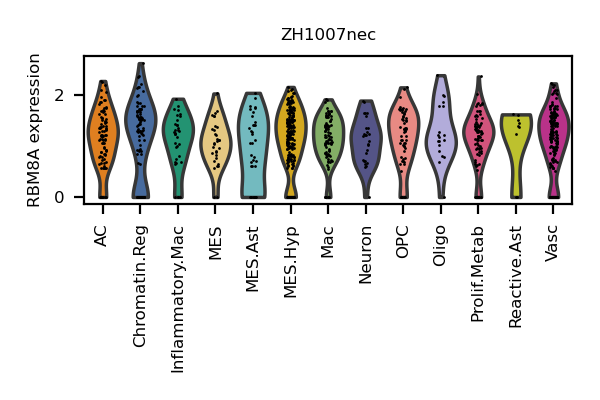 ZH1007nec
RBM8A expression
2
0
AC
Chromatin.Reg
Inflammatory.Mac
MES
MES.Ast
MES.Hyp
Mac
Neuron
OPC
Oligo
Prolif.Metab
Reactive.Ast
Vasc